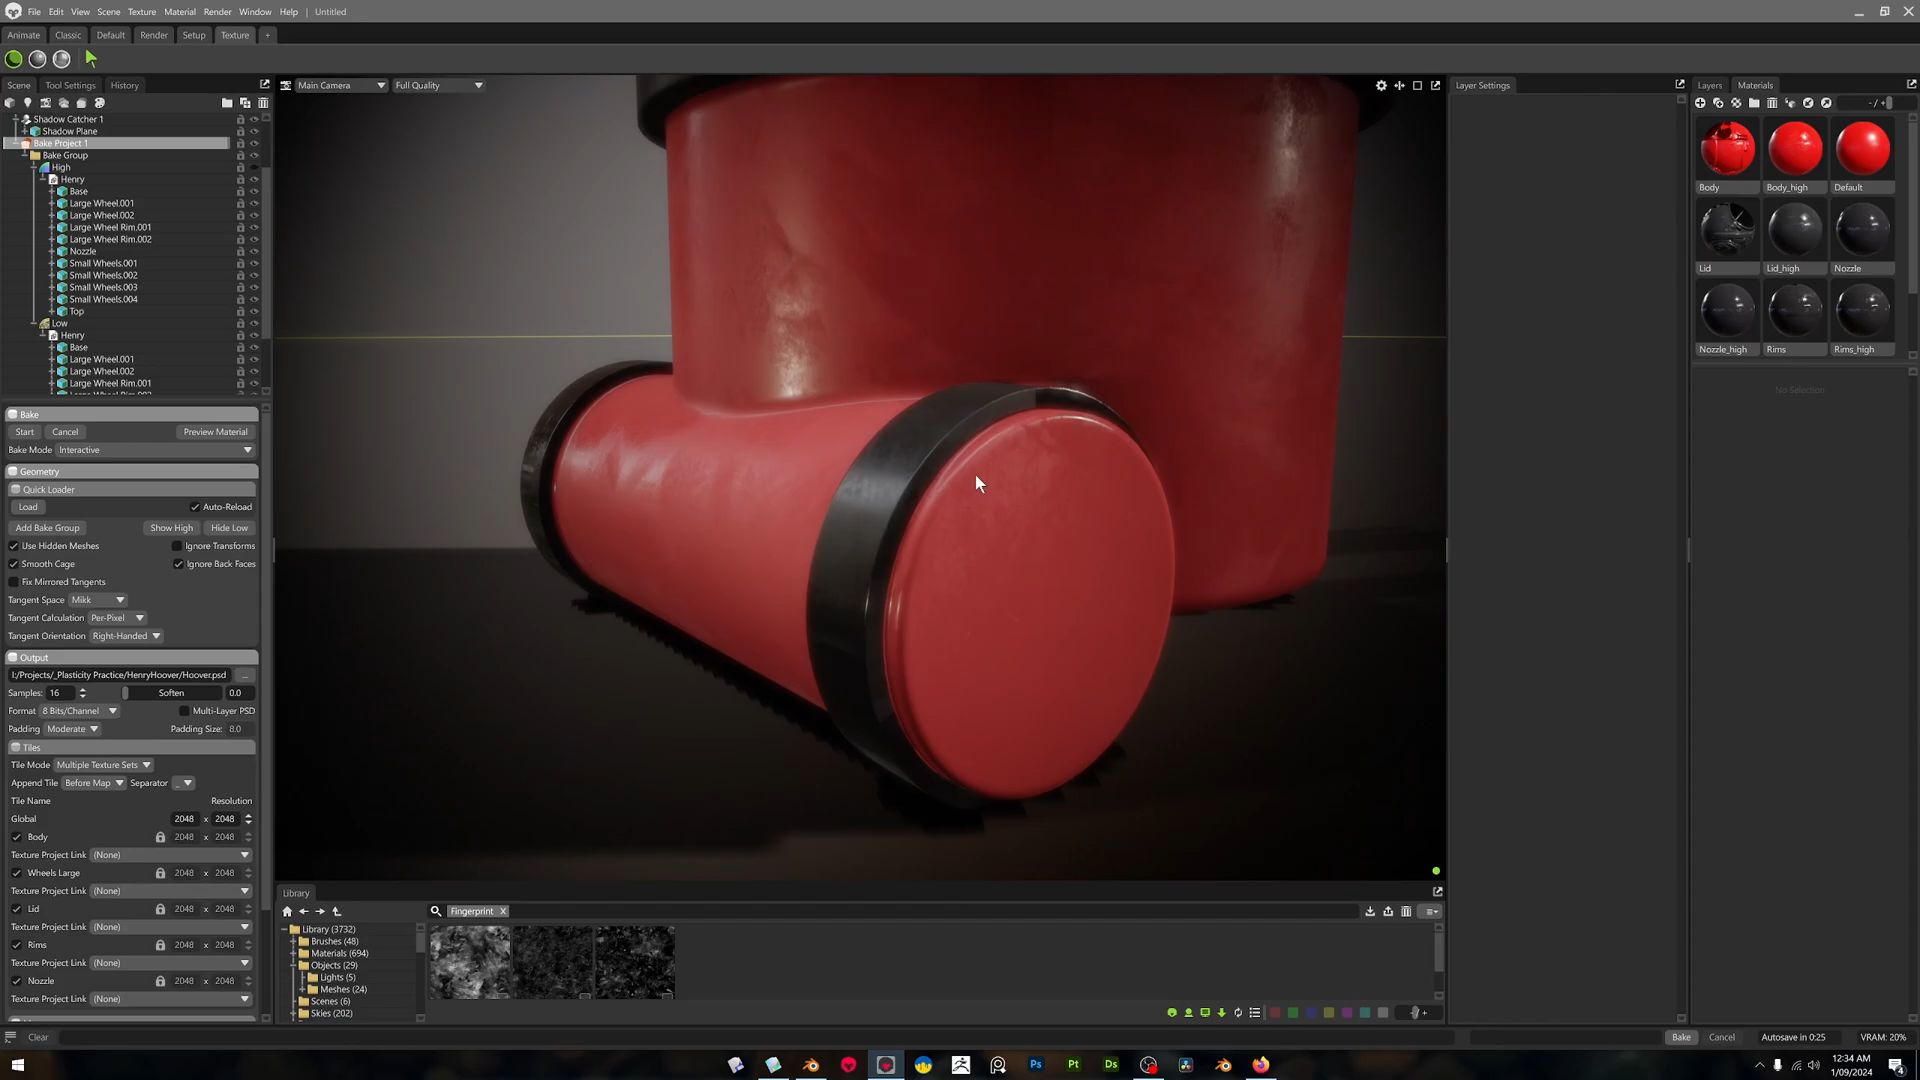 File Edit View Scene Texture Material Render Window Help Untitled
Animate Classic Default Render Setup Texture +
Scene Tool Settings History
Main Camera Full Quality
Layer Settings
Layers Materials
Shadow Catcher 1
Shadow Plane
Bake Project 1
Bake Group
High
Henry
Base
Large Wheel.001
Large Wheel.002
Large Wheel Rim.001
Large Wheel Rim.002
Nozzle
Small Wheels.001
Small Wheels.002
Small Wheels.003
Small Wheels.004
Top
Low
Henry
Base
Large Wheel.001
Large Wheel.002
Large Wheel Rim.001
Bake
Start Cancel Preview Material
Bake Mode Interactive
Geometry
Quick Loader
Load Auto-Reload
Add Bake Group Show High Hide Low
Use Hidden Meshes Ignore Transforms
Smooth Cage Ignore Back Faces
Fix Mirrored Tangents
Tangent Space Mikk
Tangent Calculation Per-Pixel
Tangent Orientation Right-Handed
Output
I:/Projects/_Plasticity Practice/HenryHoover/Hoover.psd ...
Samples: 16 Soften 0.0
Format 8 Bits/Channel Multi-Layer PSD
Padding Moderate Padding Size: 8.0
Tiles
Tile Mode Multiple Texture Sets
Append Tile Before Map Separator _
Tile Name Resolution
Global 2048 x 2048
Body 2048 x 2048
Texture Project Link (None)
Wheels Large 2048 x 2048
Texture Project Link (None)
Lid 2048 x 2048
Texture Project Link (None)
Rims 2048 x 2048
Texture Project Link (None)
Nozzle 2048 x 2048
Texture Project Link (None)
Body Body_high Default
Lid Lid_high Nozzle
Nozzle_high Rims Rims_high
No Selection
Library
Fingerprint X
Library (3732)
Brushes (48)
Materials (694)
Objects (29)
Lights (5)
Meshes (24)
Scenes (6)
Skies (202)
Clear
Bake Cancel Autosave in 0:25 VRAM: 20%
Ps Pt Ds
12:34 AM
1/09/2024
4